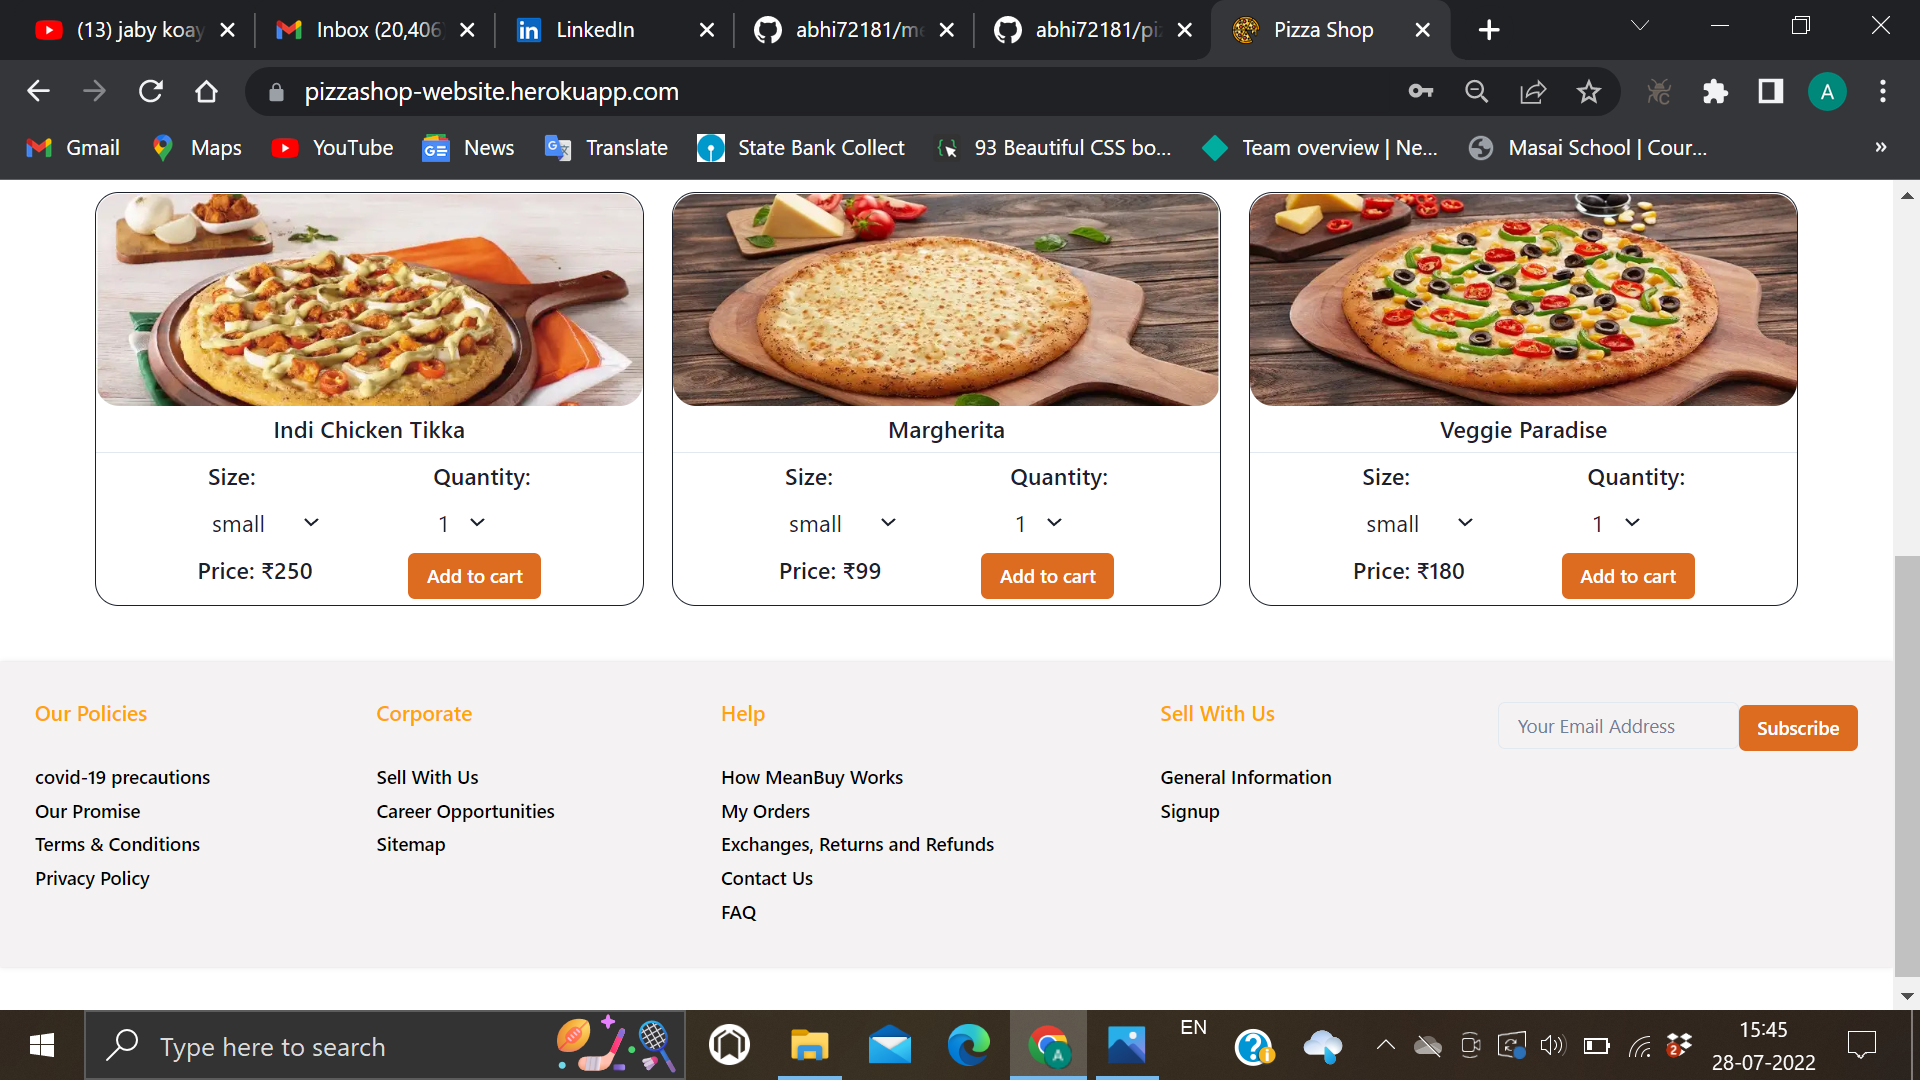 (13) jaby koay
Inbox (20,406
LinkedIn
abhi72181/me
abhi72181/piz
Pizza Shop
pizzashop-website.herokuapp.com
A
Gmail
Maps
YouTube
News
Translate
State Bank Collect
93 Beautiful CSS bo...
Team overview | Ne...
Masai School | Cour...
»
Indi Chicken Tikka
Size: Quantity:
small 1
Price: ₹250 Add to cart
Margherita
Size: Quantity:
small 1
Price: ₹99 Add to cart
Veggie Paradise
Size: Quantity:
small 1
Price: ₹180 Add to cart
Our Policies
covid-19 precautions
Our Promise
Terms & Conditions
Privacy Policy
Corporate
Sell With Us
Career Opportunities
Sitemap
Help
How MeanBuy Works
My Orders
Exchanges, Returns and Refunds
Contact Us
FAQ
Sell With Us
General Information
Signup
Your Email Address
Subscribe
Type here to search
A
EN
2
15:45
28-07-2022